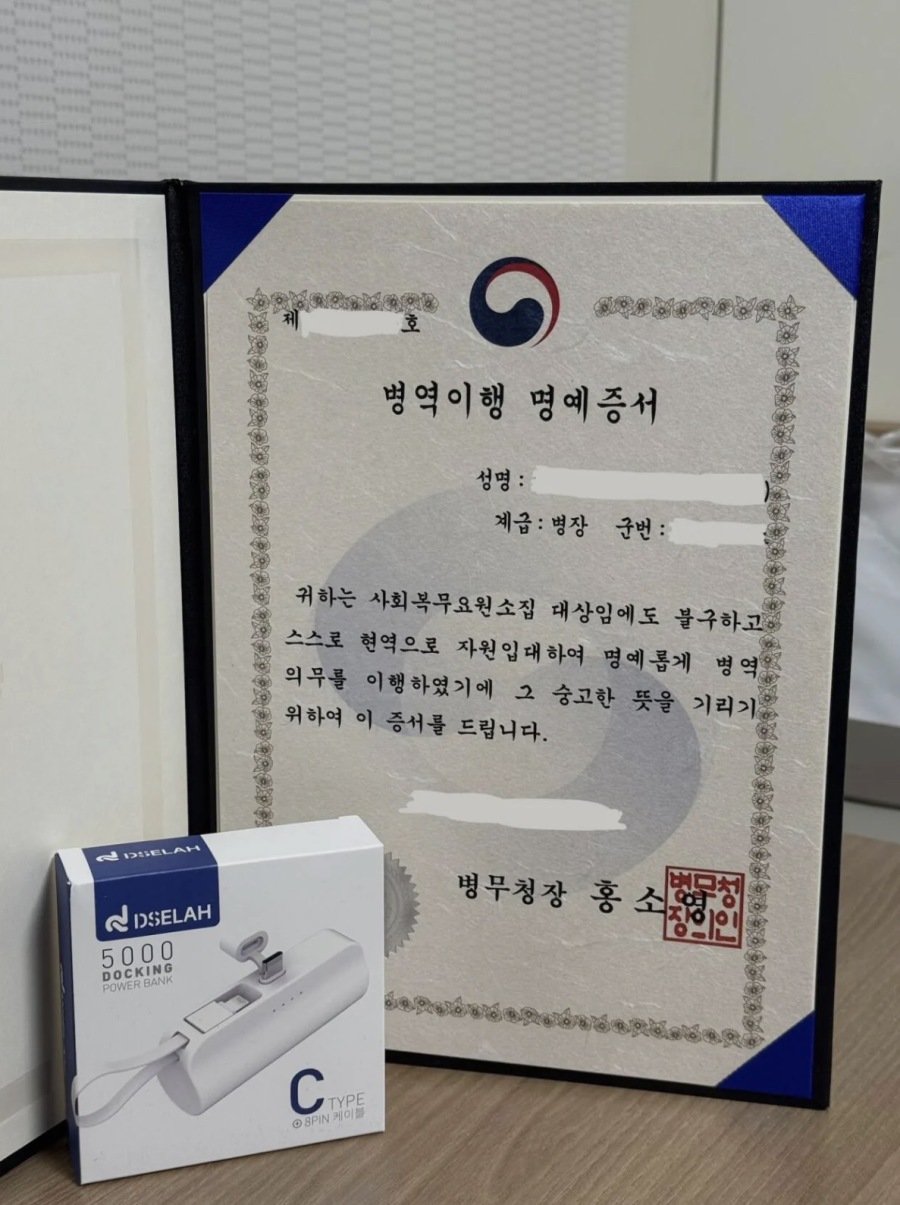 제 호
병역이행 명예증서
성명 :
계급 : 병장 군번 :
귀하는 사회복무요원소집 대상임에도 불구하고
스스로 현역으로 자원입대하여 명예롭게 병역
의무를 이행하였기에 그 숭고한 뜻을 기리기
위하여 이 증서를 드립니다.
병무청장 홍소영
병무청
장의인
DSELAH
DSELAH
5000
DOCKING
POWER BANK
C TYPE
+ 8PIN 케이블